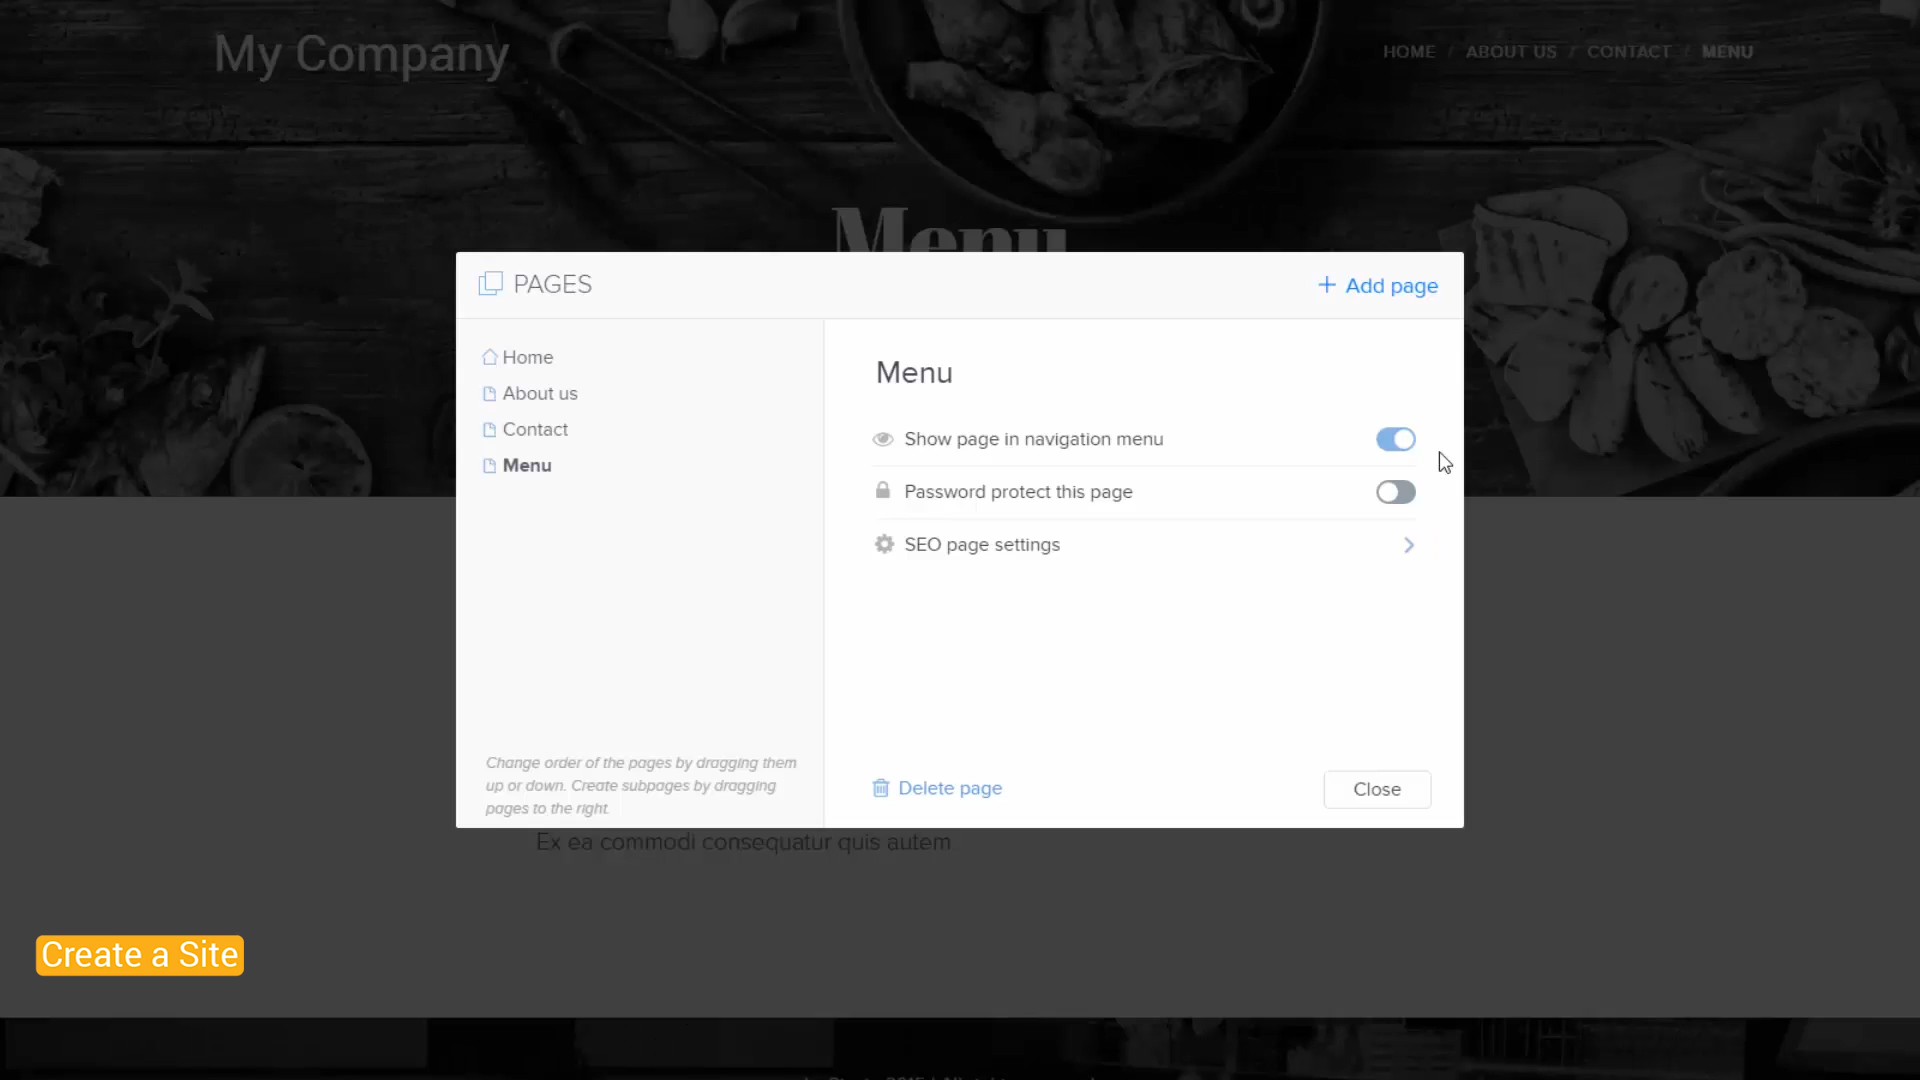 My Company
HOME / ABOUT US / CONTACT / MENU
Menu
PAGES
+ Add page
Home
About us
Contact
Menu
Menu
Show page in navigation menu
Password protect this page
SEO page settings
Change order of the pages by dragging them
up or down. Create subpages by dragging
pages to the right.
Delete page
Close
Ex ea commodi consequatur quis autem
Create a Site